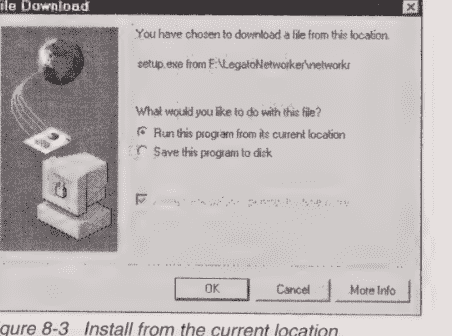 ile Download
You have chosen to download a file from this location.
setup.exe from F:\LegatoNetworker\networkr
What would you like to do with this file?
Run this program from its current location
Save this program to disk
OK Cancel More Info
gure 8-3 Install from the current location